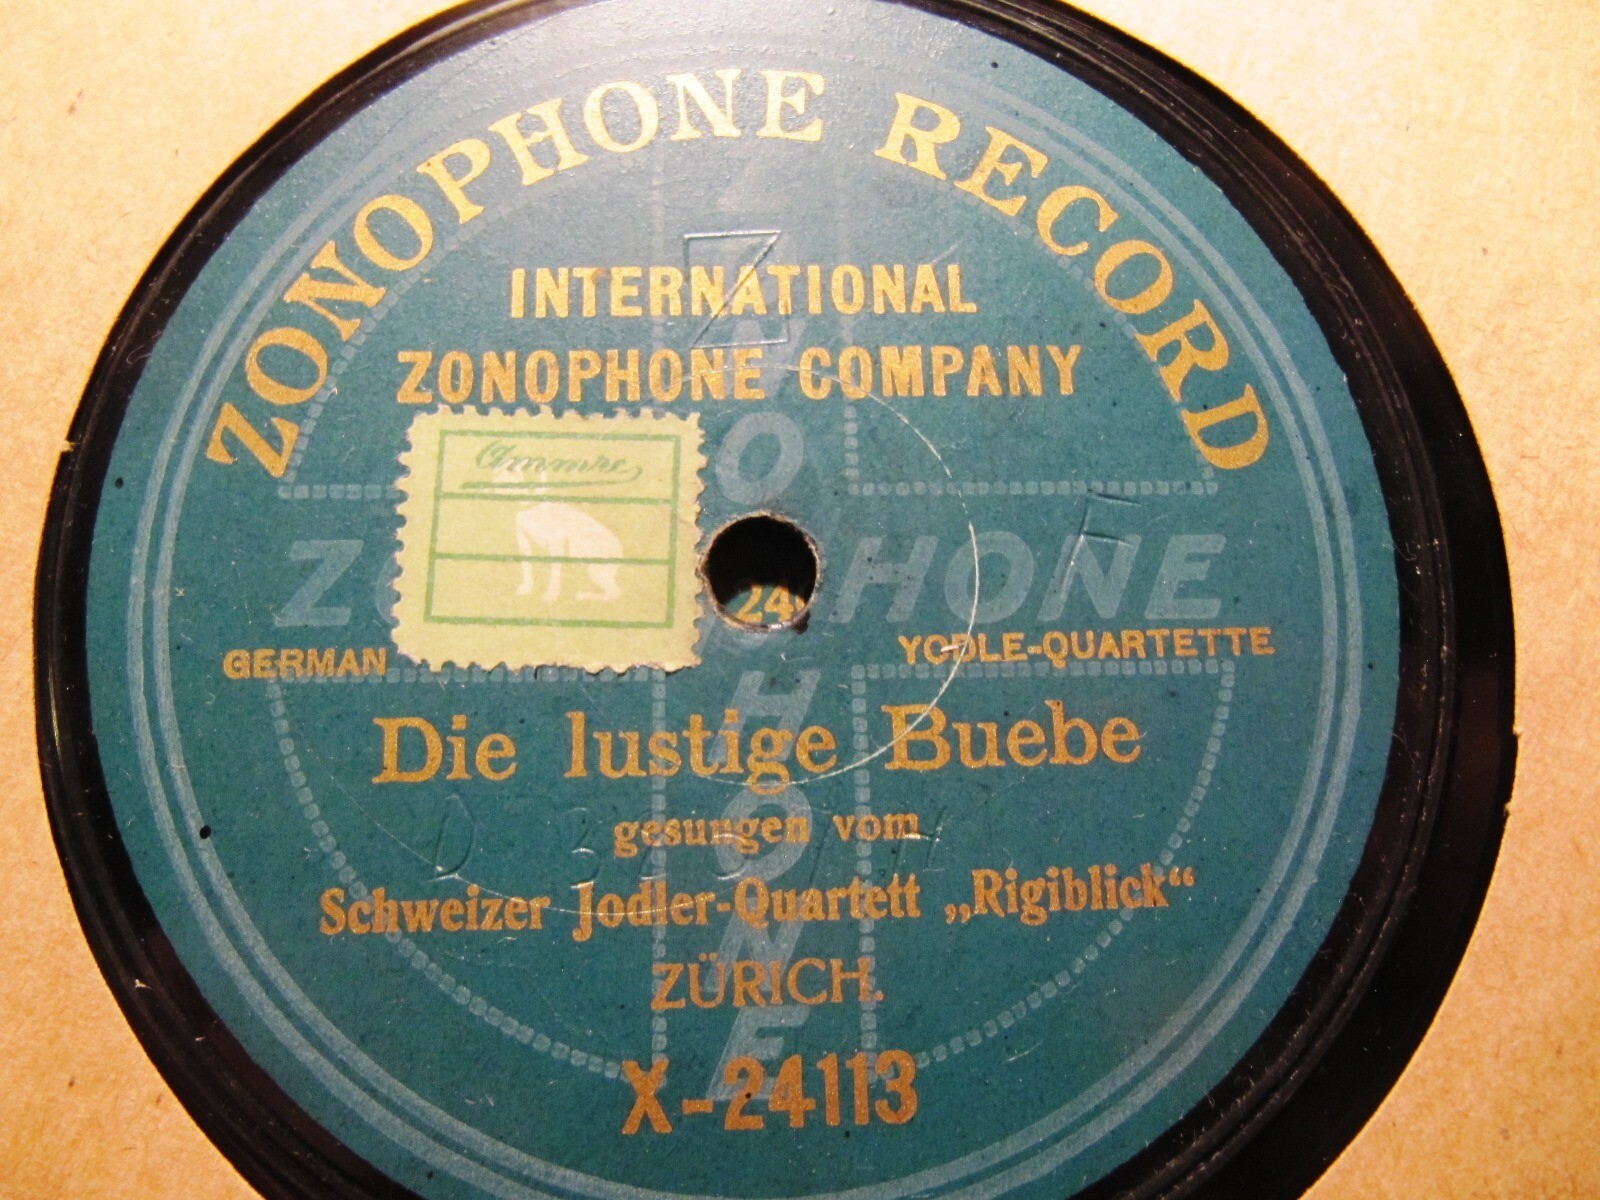 ZONOPHONE RECORD
INTERNATIONAL
ZONOPHONE COMPANY
Ammre
GERMAN
YODLE-QUARTETTE
Die lustige Buebe
gesungen vom
Schweizer Jodler-Quartett „Rigiblick“
ZÜRICH.
X-24113